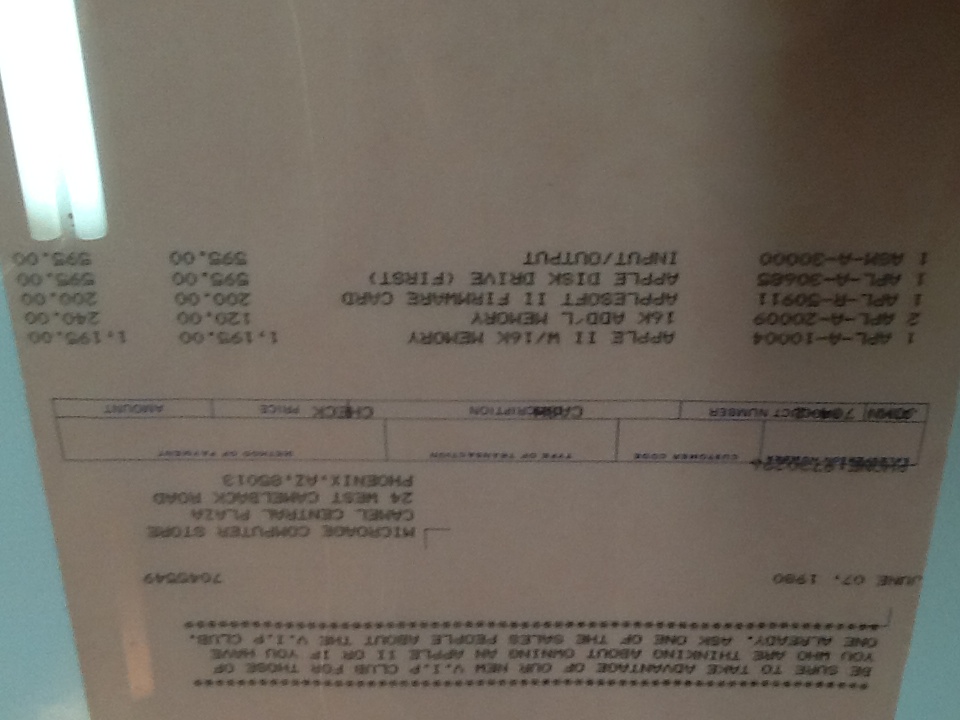 BE SURE TO TAKE ADVANTAGE OF OUR NEW V.I.P CLUB FOR THOSE OF
YOU WHO ARE THINKING ABOUT OWNING AN APPLE II OR IF YOU HAVE
ONE ALREADY. ASK ONE OF THE SALES PEOPLE ABOUT THE V.I.P CLUB.
JUNE 07, 1980 7045549
MICROAGE COMPUTER STORE
CAMEL CENTRAL PLAZA
24 WEST CAMELBACK ROAD
PHOENIX,AZ.85013
CUSTOMER CODE TYPE OF TRANSACTION METHOD OF PAYMENT
JOHN CHECK
NUMBER PRICE AMOUNT
1 APL-A-10004 APPLE II W/16K MEMORY 1,195.00 1,195.00
2 APL-A-20009 16K ADD'L MEMORY 120.00 240.00
1 APL-R-50911 APPLESOFT II FIRMWARE CARD 200.00 200.00
1 APL-A-30685 APPLE DISK DRIVE (FIRST) 595.00 595.00
1 ASM-A-30000 INPUT/OUTPUT 595.00 595.00